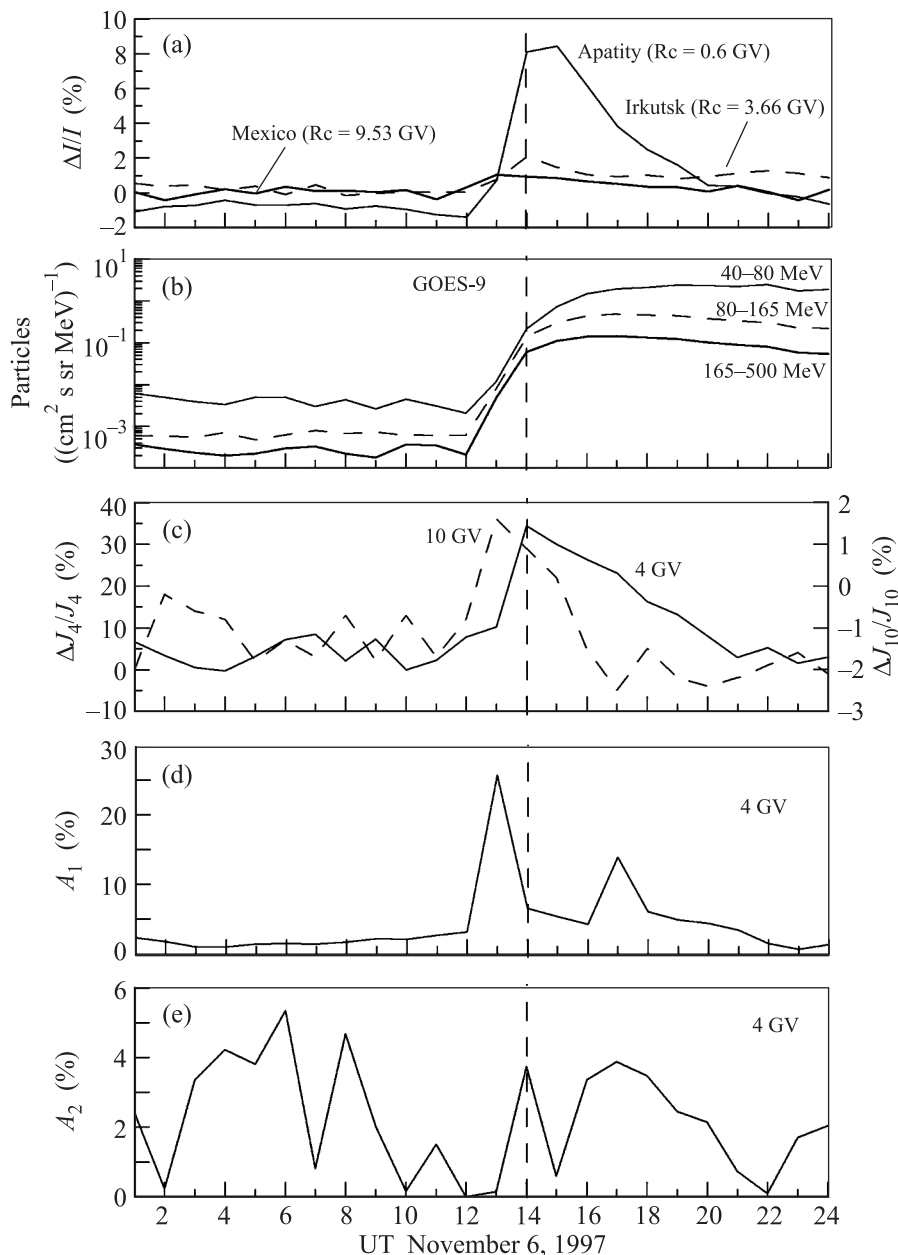 10
(a)
8
Apatity (Rc = 0.6 GV)
6
Irkutsk (Rc = 3.66 GV)
4
Mexico (Rc = 9.53 GV)
2
0
−2
ΔI/I (%)
10¹
(b)
GOES-9
40–80 MeV
80–165 MeV
10⁻¹
165–500 MeV
10⁻³
Particles
((cm² s sr MeV)⁻¹
40
(c)
2
30
10 GV
1
20
4 GV
0
10
−1
0
−2
−10
−3
ΔJ₄/J₄ (%)
ΔJ₁₀/J₁₀ (%)
30
(d)
20
4 GV
10
0
A₁ (%)
6
(e)
4 GV
4
2
0
A₂ (%)
2 4 6 8 10 12 14 16 18 20 22 24
UT November 6, 1997